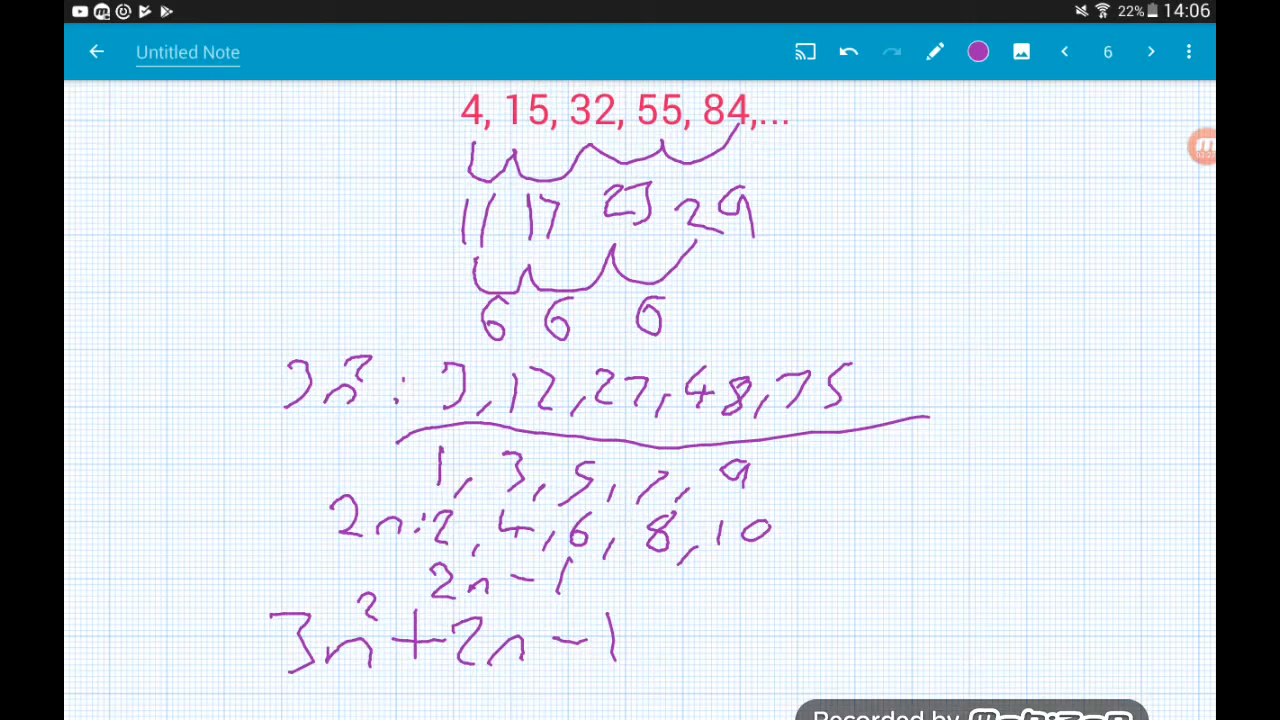 22% 14:06
Untitled Note 6
4, 15, 32, 55, 84,...
11 17 23 29
6 6 6
3n² : 3, 12, 27, 48, 75
1, 3, 5, 7, 9
2n: 2, 4, 6, 8, 10
2n - 1
3n² + 2n - 1
Recorded by